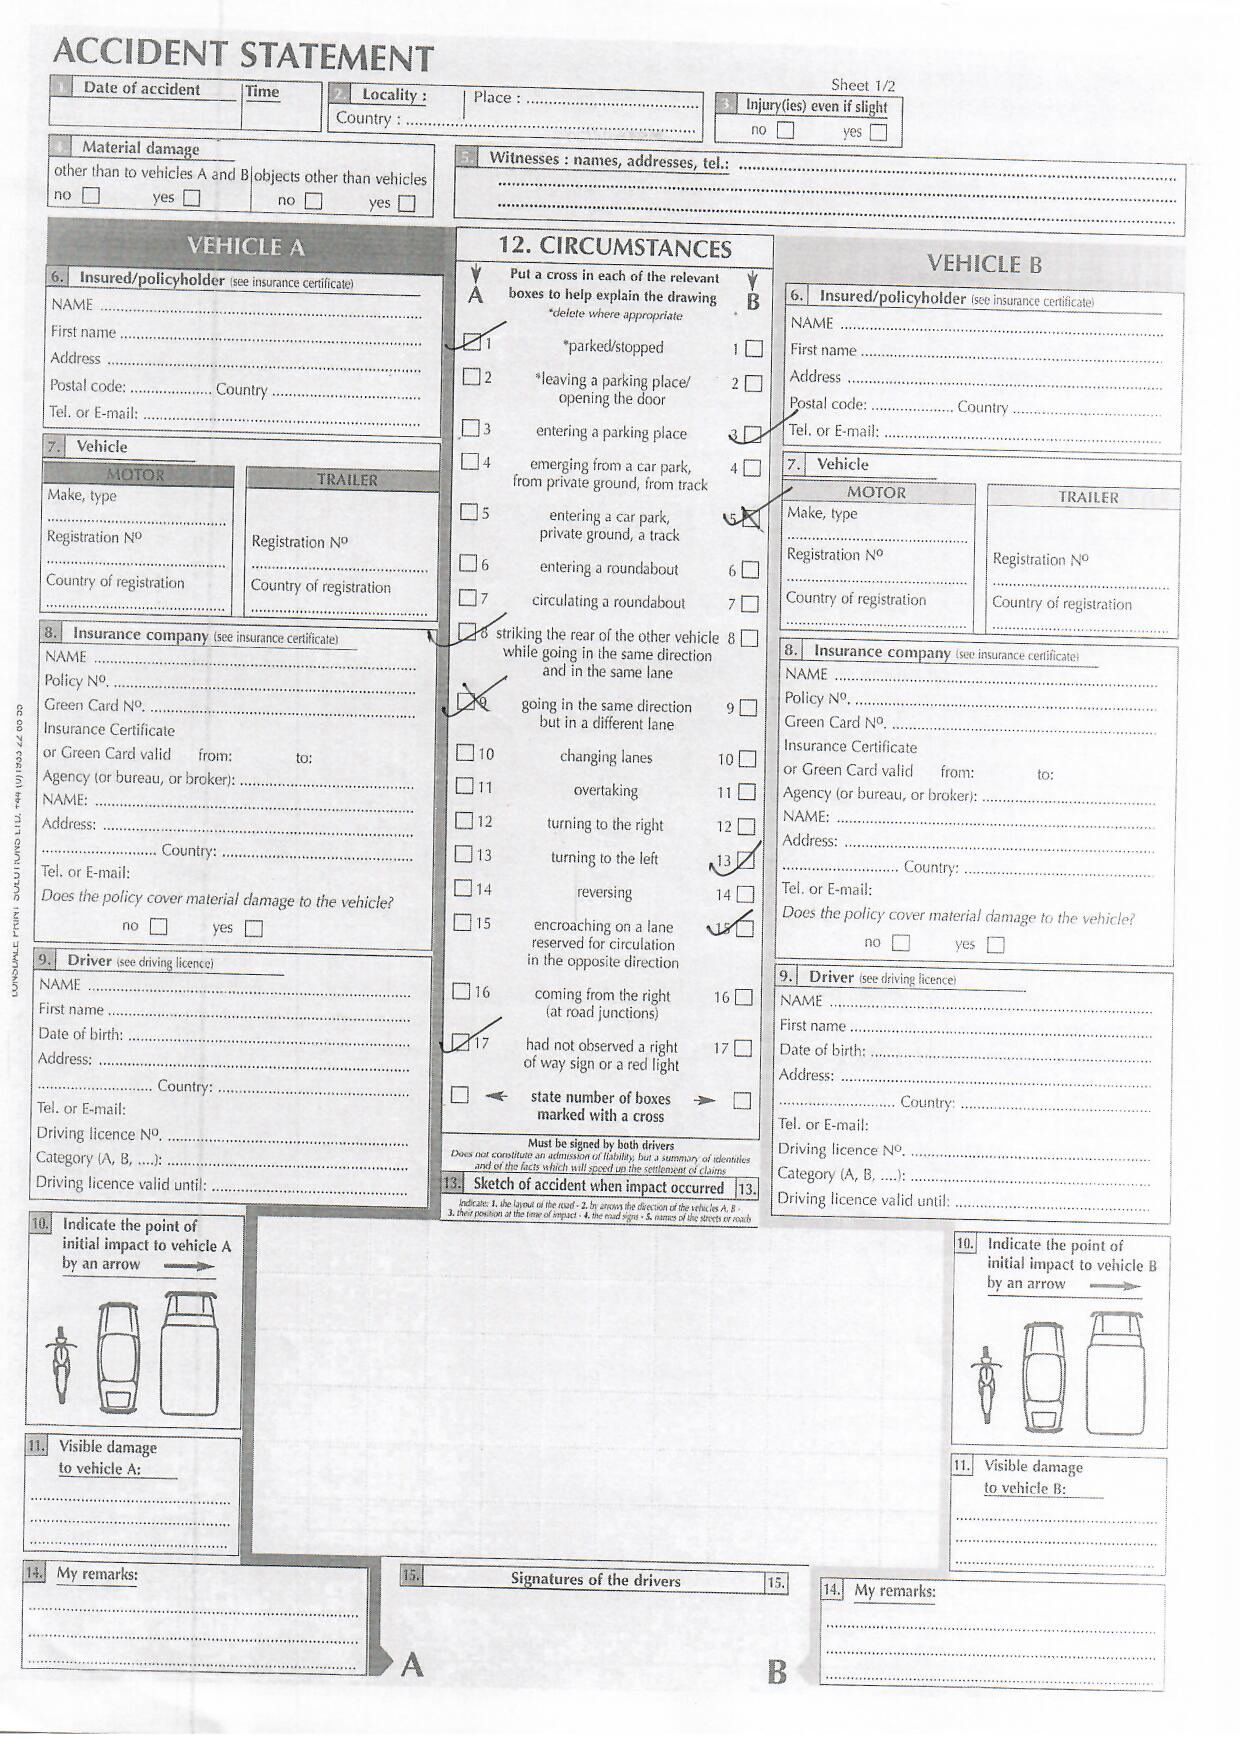 ACCIDENT STATEMENT
Sheet 1/2
1. Date of accident
Time
2. Locality :
Place :
Country :
3. Injury(ies) even if slight
no yes
4. Material damage
other than to vehicles A and B
objects other than vehicles
no yes
no yes
5. Witnesses : names, addresses, tel.:
VEHICLE A
6. Insured/policyholder (see insurance certificate)
NAME
First name
Address
Postal code: Country
Tel. or E-mail:
7. Vehicle
MOTOR
TRAILER
Make, type
Registration Nº
Registration Nº
Country of registration
Country of registration
8. Insurance company (see insurance certificate)
NAME
Policy Nº.
Green Card Nº.
Insurance Certificate
or Green Card valid from: to:
Agency (or bureau, or broker):
NAME:
Address:
Country:
Tel. or E-mail:
Does the policy cover material damage to the vehicle?
no yes
9. Driver (see driving licence)
NAME
First name
Date of birth:
Address:
Country:
Tel. or E-mail:
Driving licence Nº.
Category (A, B, ....):
Driving licence valid until:
10. Indicate the point of
initial impact to vehicle A
by an arrow
11. Visible damage
to vehicle A:
14. My remarks:
12. CIRCUMSTANCES
A
Put a cross in each of the relevant
boxes to help explain the drawing
*delete where appropriate
B
1 *parked/stopped 1
2 *leaving a parking place/ 2
opening the door
3 entering a parking place 3
4 emerging from a car park, 4
from private ground, from track
5 entering a car park, 5
private ground, a track
6 entering a roundabout 6
7 circulating a roundabout 7
8 striking the rear of the other vehicle 8
while going in the same direction
and in the same lane
9 going in the same direction 9
but in a different lane
10 changing lanes 10
11 overtaking 11
12 turning to the right 12
13 turning to the left 13
14 reversing 14
15 encroaching on a lane 15
reserved for circulation
in the opposite direction
16 coming from the right 16
(at road junctions)
17 had not observed a right 17
of way sign or a red light
state number of boxes
marked with a cross
Must be signed by both drivers
Does not constitute an admission of liability, but a summary of identities
and of the facts which will speed up the settlement of claims
13. Sketch of accident when impact occurred 13.
Indicate: 1. the layout of the road - 2. by arrows the direction of the vehicles A, B -
3. their position at the time of impact - 4. the road signs - 5. names of the streets or roads
15. Signatures of the drivers 15.
A
B
VEHICLE B
6. Insured/policyholder (see insurance certificate)
NAME
First name
Address
Postal code: Country
Tel. or E-mail:
7. Vehicle
MOTOR
TRAILER
Make, type
Registration Nº
Registration Nº
Country of registration
Country of registration
8. Insurance company (see insurance certificate)
NAME
Policy Nº.
Green Card Nº.
Insurance Certificate
or Green Card valid from: to:
Agency (or bureau, or broker):
NAME:
Address:
Country:
Tel. or E-mail:
Does the policy cover material damage to the vehicle?
no yes
9. Driver (see driving licence)
NAME
First name
Date of birth:
Address:
Country:
Tel. or E-mail:
Driving licence Nº.
Category (A, B, ....):
Driving licence valid until:
10. Indicate the point of
initial impact to vehicle B
by an arrow
11. Visible damage
to vehicle B:
14. My remarks: